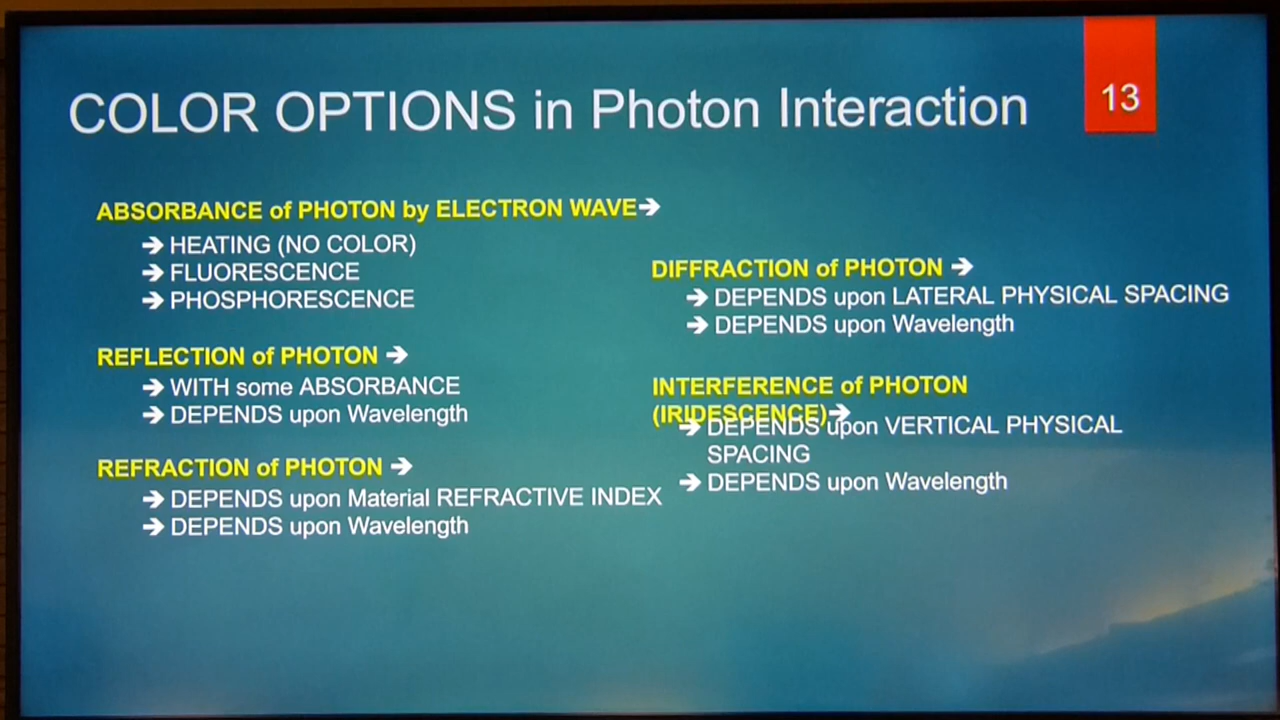 COLOR OPTIONS in Photon Interaction
13
ABSORBANCE of PHOTON by ELECTRON WAVE➔
➔ HEATING (NO COLOR)
➔ FLUORESCENCE
➔ PHOSPHORESCENCE
REFLECTION of PHOTON ➔
➔ WITH some ABSORBANCE
➔ DEPENDS upon Wavelength
REFRACTION of PHOTON ➔
➔ DEPENDS upon Material REFRACTIVE INDEX
➔ DEPENDS upon Wavelength
DIFFRACTION of PHOTON ➔
➔ DEPENDS upon LATERAL PHYSICAL SPACING
➔ DEPENDS upon Wavelength
INTERFERENCE of PHOTON
(IRIDESCENCE)➔
➔ DEPENDS upon VERTICAL PHYSICAL
SPACING
➔ DEPENDS upon Wavelength